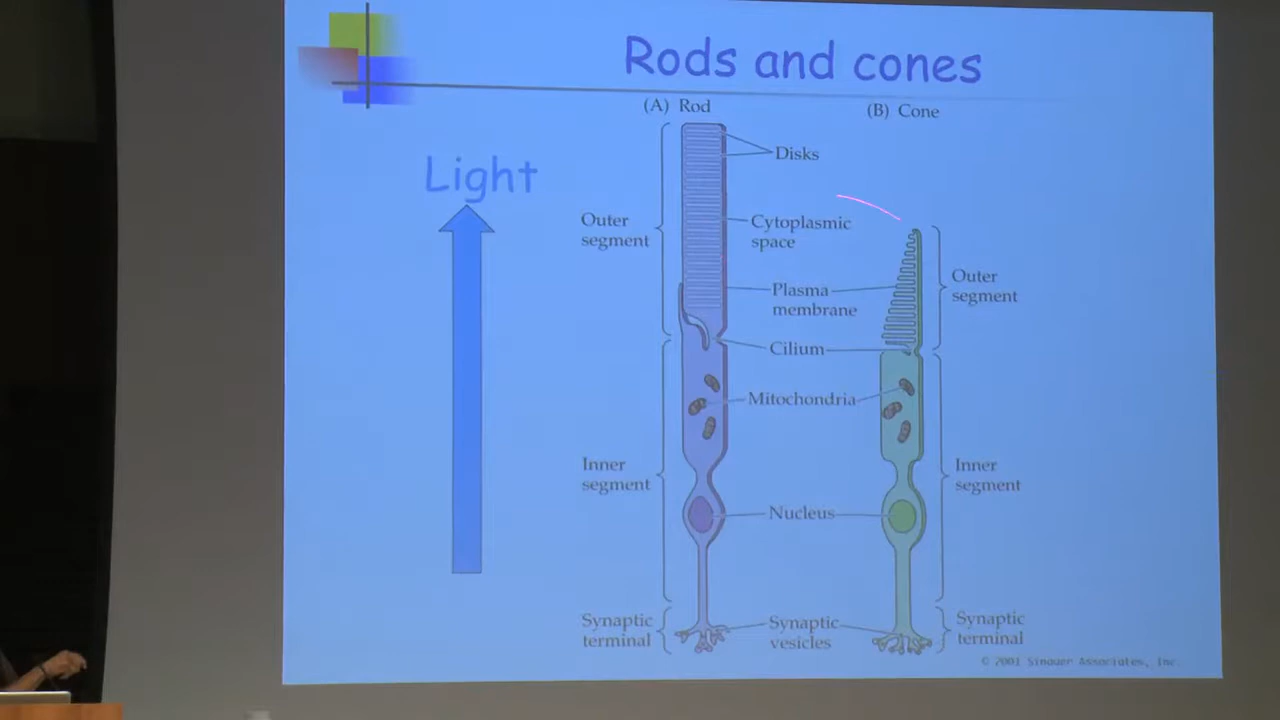 Rods and cones
(A) Rod
(B) Cone
Light
Disks
Outer
segment
Cytoplasmic
space
Outer
segment
Plasma
membrane
Cilium
Mitochondria
Inner
segment
Inner
segment
Nucleus
Synaptic
terminal
Synaptic
vesicles
Synaptic
terminal
© 2001 Sinauer Associates, Inc.